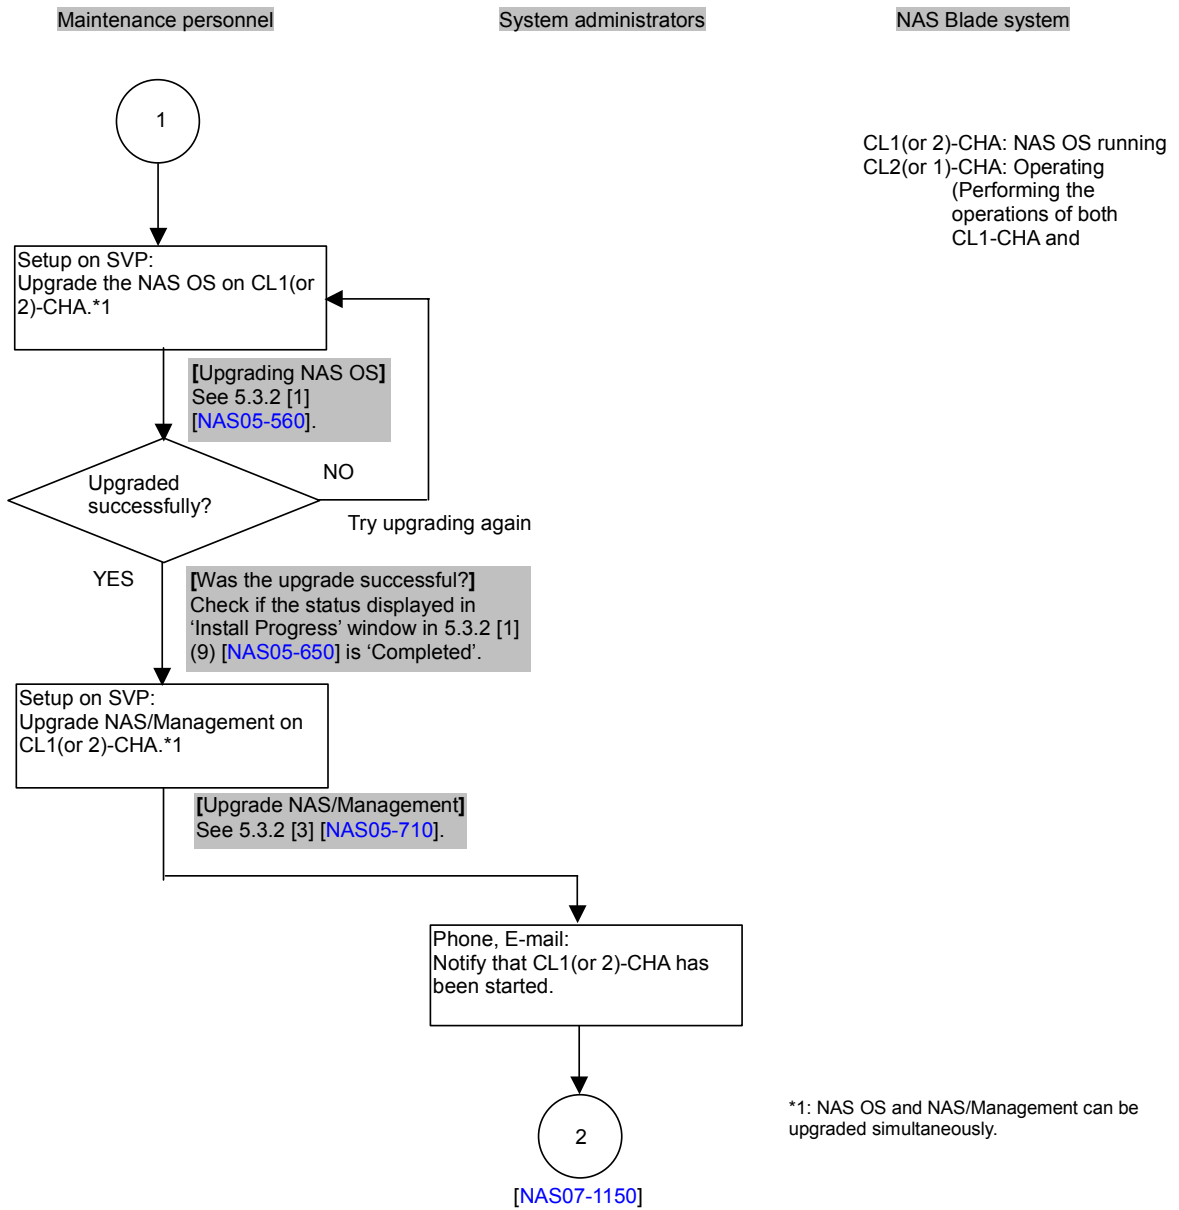 Maintenance personnel
System administrators
NAS Blade system
1
CL1(or 2)-CHA: NAS OS running
CL2(or 1)-CHA: Operating
(Performing the
operations of both
CL1-CHA and
Setup on SVP:
Upgrade the NAS OS on CL1(or
2)-CHA.*1
[Upgrading NAS OS]
See 5.3.2 [1]
[NAS05-560].
Upgraded
successfully?
NO
Try upgrading again
YES
[Was the upgrade successful?]
Check if the status displayed in
‘Install Progress’ window in 5.3.2 [1]
(9) [NAS05-650] is ‘Completed’.
Setup on SVP:
Upgrade NAS/Management on
CL1(or 2)-CHA.*1
[Upgrade NAS/Management]
See 5.3.2 [3] [NAS05-710].
Phone, E-mail:
Notify that CL1(or 2)-CHA has
been started.
2
[NAS07-1150]
*1: NAS OS and NAS/Management can be
upgraded simultaneously.